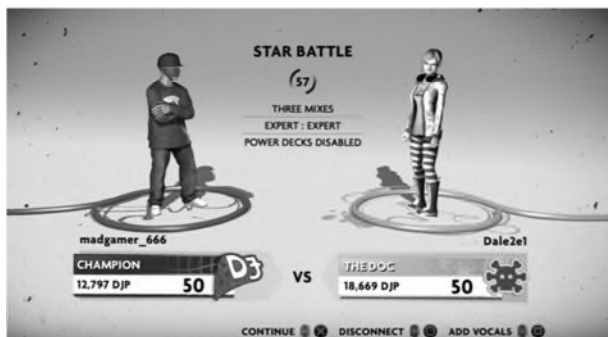 STAR BATTLE
57
THREE MIXES
EXPERT : EXPERT
POWER DECKS DISABLED
madgamer_666
Dale2e1
CHAMPION
DJ
12,797 DJP 50
VS
THE DOC
18,669 DJP 50
CONTINUE DISCONNECT ADD VOCALS